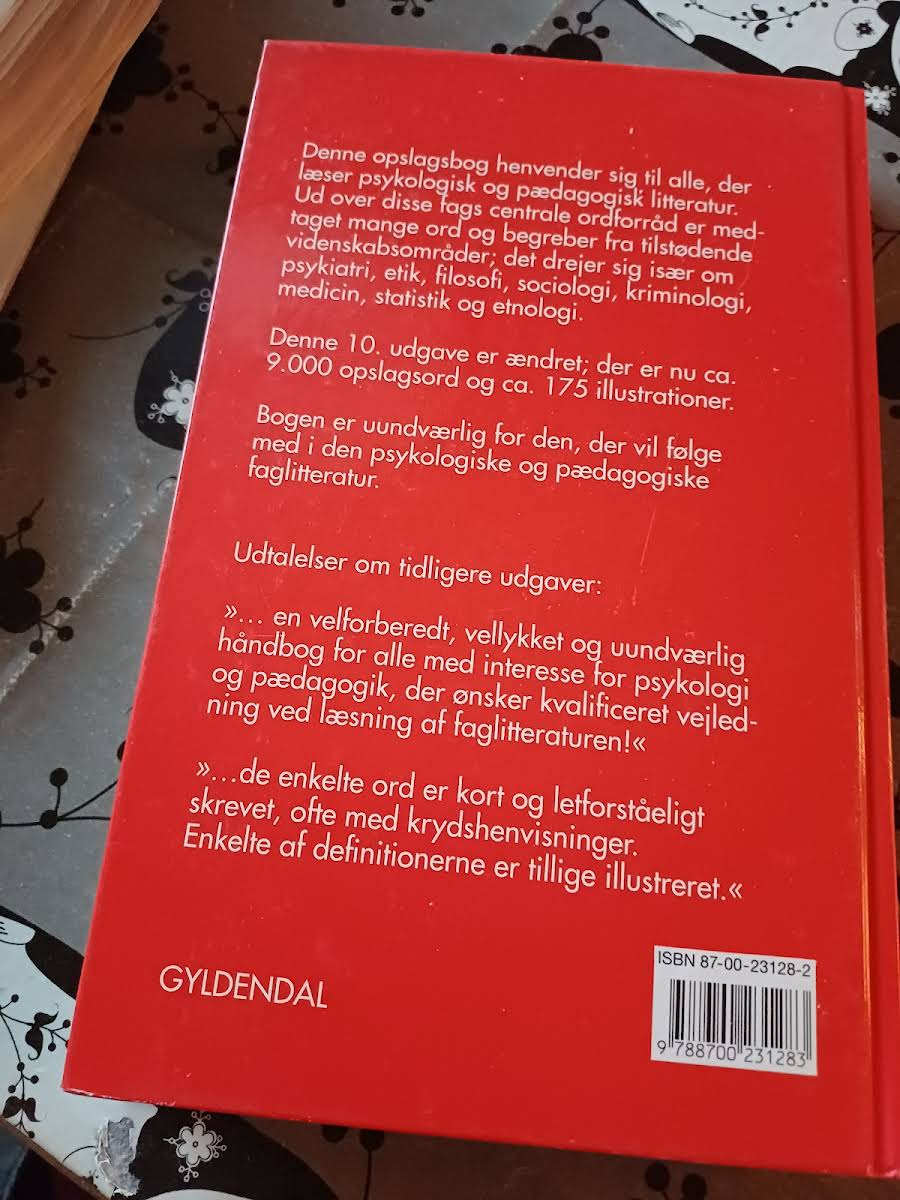 Denne opslagsbog henvender sig til alle, der
læser psykologisk og pædagogisk litteratur.
Ud over disse fags centrale ordforråd er med-
taget mange ord og begreber fra tilstødende
videnskabsområder; det drejer sig især om
psykiatri, etik, filosofi, sociologi, kriminologi,
medicin, statistik og etnologi.
Denne 10. udgave er ændret; der er nu ca.
9.000 opslagsord og ca. 175 illustrationer.
Bogen er uundværlig for den, der vil følge
med i den psykologiske og pædagogiske
faglitteratur.
Udtalelser om tidligere udgaver:
»... en velforberedt, vellykket og uundværlig
håndbog for alle med interesse for psykologi
og pædagogik, der ønsker kvalificeret vejled-
ning ved læsning af faglitteraturen!«
»...de enkelte ord er kort og letforståeligt
skrevet, ofte med krydshenvisninger.
Enkelte af definitionerne er tillige illustreret.«
GYLDENDAL
ISBN 87-00-23128-2
9 788700 231283